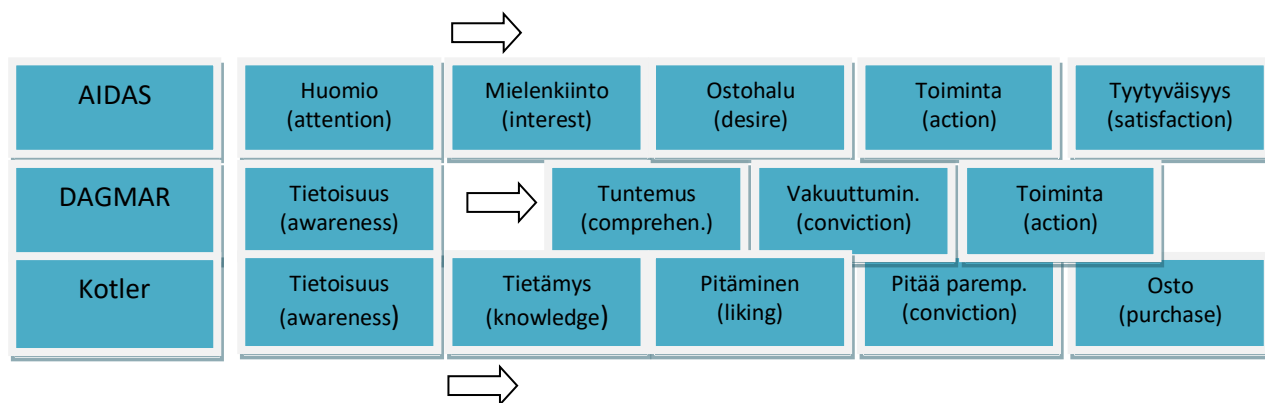 AIDAS
Huomio
(attention)
Mielenkiinto
(interest)
Ostohalu
(desire)
Toiminta
(action)
Tyytyväisyys
(satisfaction)
DAGMAR
Tietoisuus
(awareness)
Tuntemus
(comprehen.)
Vakuuttumin.
(conviction)
Toiminta
(action)
Kotler
Tietoisuus
(awareness)
Tietämys
(knowledge)
Pitäminen
(liking)
Pitää paremp.
(conviction)
Osto
(purchase)